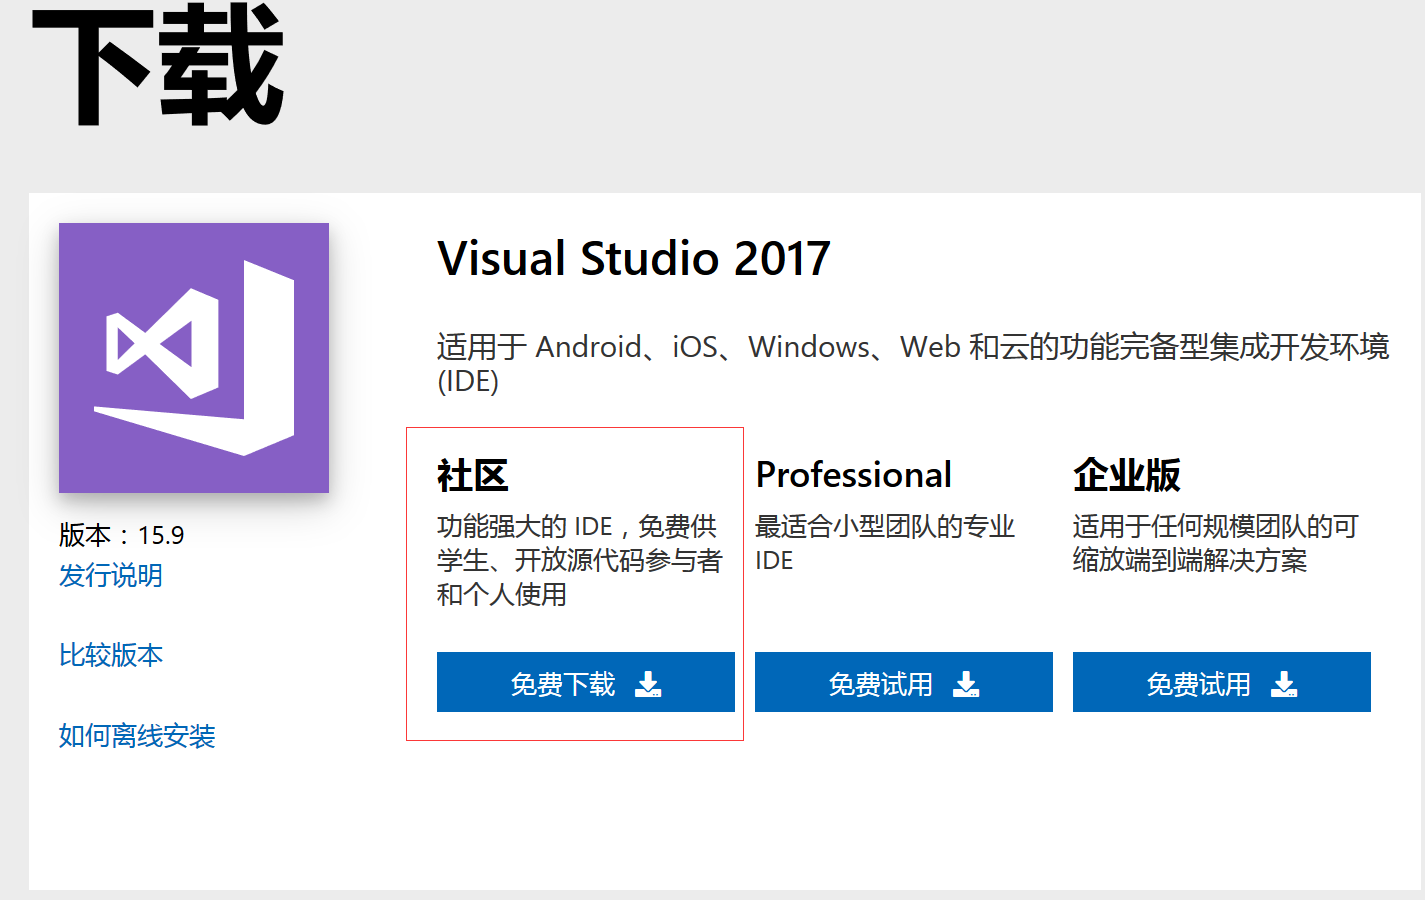 下载
Visual Studio 2017
适用于 Android、iOS、Windows、Web 和云的功能完备型集成开发环境
(IDE)
社区
功能强大的 IDE，免费供
学生、开放源代码参与者
和个人使用
免费下载
Professional
最适合小型团队的专业
IDE
免费试用
企业版
适用于任何规模团队的可
缩放端到端解决方案
免费试用
版本：15.9
发行说明
比较版本
如何离线安装